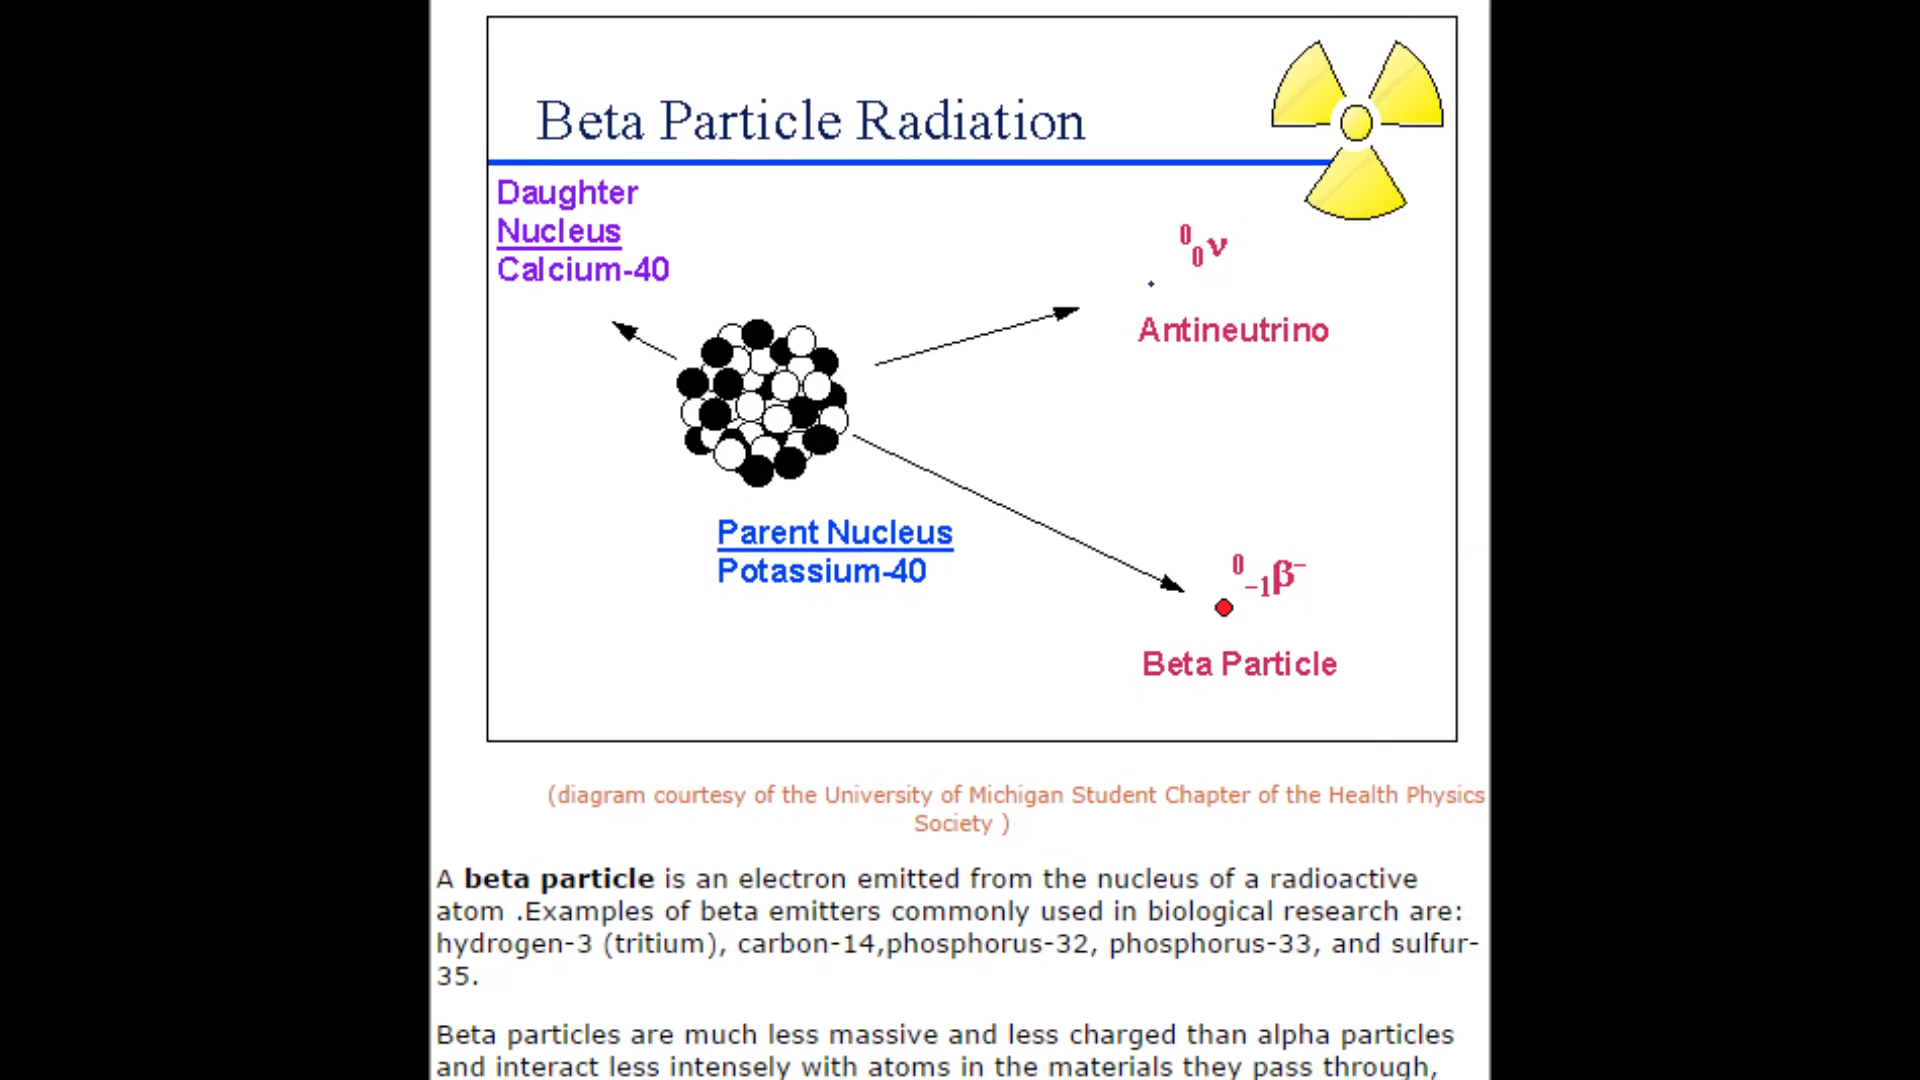 Beta Particle Radiation
Daughter
Nucleus
Calcium-40
0 0 ν
Antineutrino
Parent Nucleus
Potassium-40
0 -1 β−
Beta Particle
(diagram courtesy of the University of Michigan Student Chapter of the Health Physics
Society )
A beta particle is an electron emitted from the nucleus of a radioactive
atom .Examples of beta emitters commonly used in biological research are:
hydrogen-3 (tritium), carbon-14,phosphorus-32, phosphorus-33, and sulfur-
35.
Beta particles are much less massive and less charged than alpha particles
and interact less intensely with atoms in the materials they pass through,